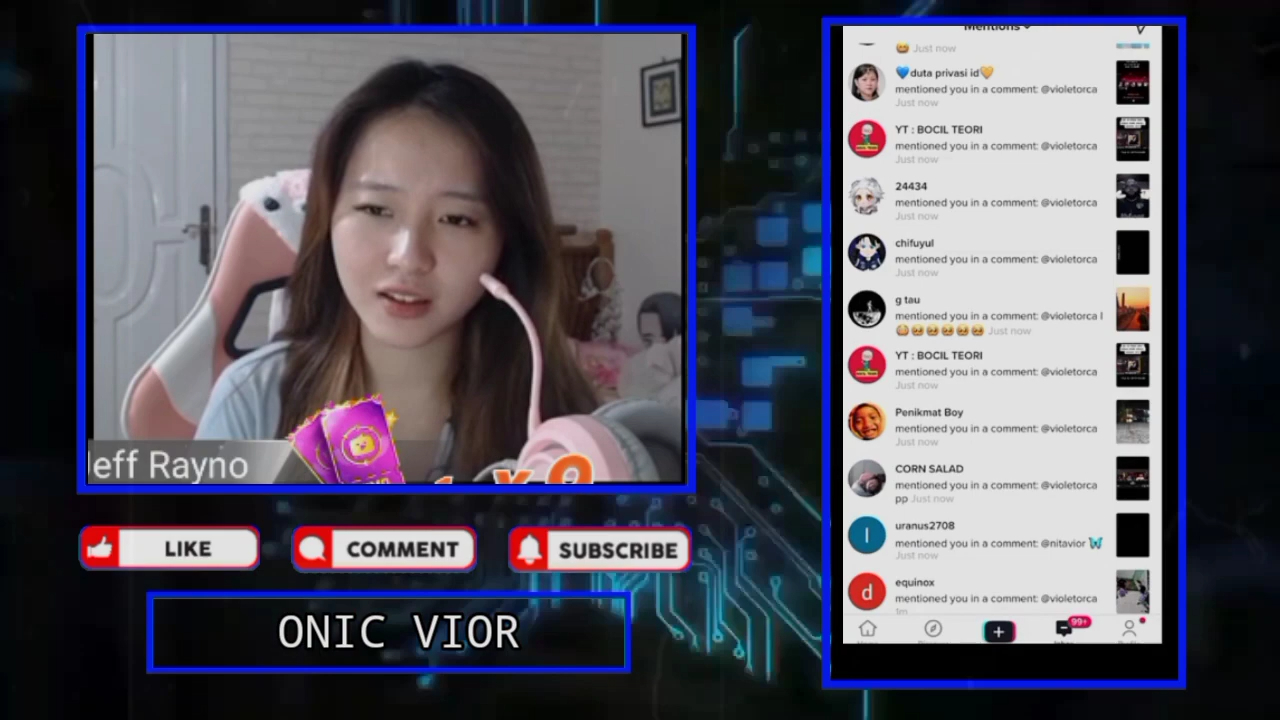 Mentions
Just now
duta privasi id
mentioned you in a comment: @violetorca
Just now
YT : BOCIL TEORI
mentioned you in a comment: @violetorca
Just now
24434
mentioned you in a comment: @violetorca
Just now
chifuyul
mentioned you in a comment: @violetorca
Just now
g tau
mentioned you in a comment: @violetorca l
Just now
YT : BOCIL TEORI
mentioned you in a comment: @violetorca
Just now
Penikmat Boy
mentioned you in a comment: @violetorca
Just now
CORN SALAD
mentioned you in a comment: @violetorca
pp Just now
l
uranus2708
mentioned you in a comment: @nitavior
Just now
d
equinox
mentioned you in a comment: @violetorca
1m
99+
Jeff Rayno
x9
LIKE
COMMENT
SUBSCRIBE
ONIC VIOR